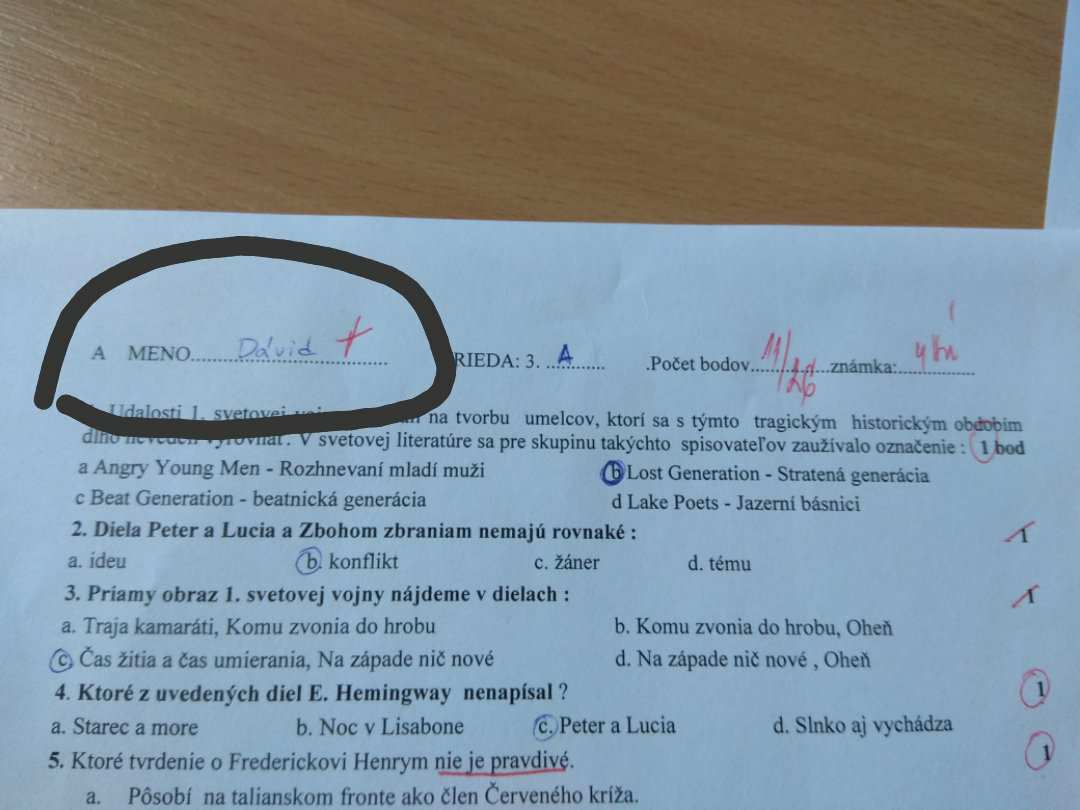 A MENO.......Dávid.......... RIEDA: 3. ..A....... .Počet bodov....11/26....známka:...4...........
Udalosti 1. svetovej na tvorbu umelcov, ktorí sa s týmto tragickým historickým obdobím
dlho nevedeli vyrovnať. V svetovej literatúre sa pre skupinu takýchto spisovateľov zaužívalo označenie : 1 bod
a Angry Young Men - Rozhnevaní mladí muži b Lost Generation - Stratená generácia
c Beat Generation - beatnická generácia d Lake Poets - Jazerní básnici
2. Diela Peter a Lucia a Zbohom zbraniam nemajú rovnaké : 1
a. ideu b. konflikt c. žáner d. tému
3. Priamy obraz 1. svetovej vojny nájdeme v dielach : 1
a. Traja kamaráti, Komu zvonia do hrobu b. Komu zvonia do hrobu, Oheň
c. Čas žitia a čas umierania, Na západe nič nové d. Na západe nič nové , Oheň
4. Ktoré z uvedených diel E. Hemingway nenapísal ? 1
a. Starec a more b. Noc v Lisabone c. Peter a Lucia d. Slnko aj vychádza
5. Ktoré tvrdenie o Frederickovi Henrym nie je pravdivé. 1
a. Pôsobí na talianskom fronte ako člen Červeného kríža.